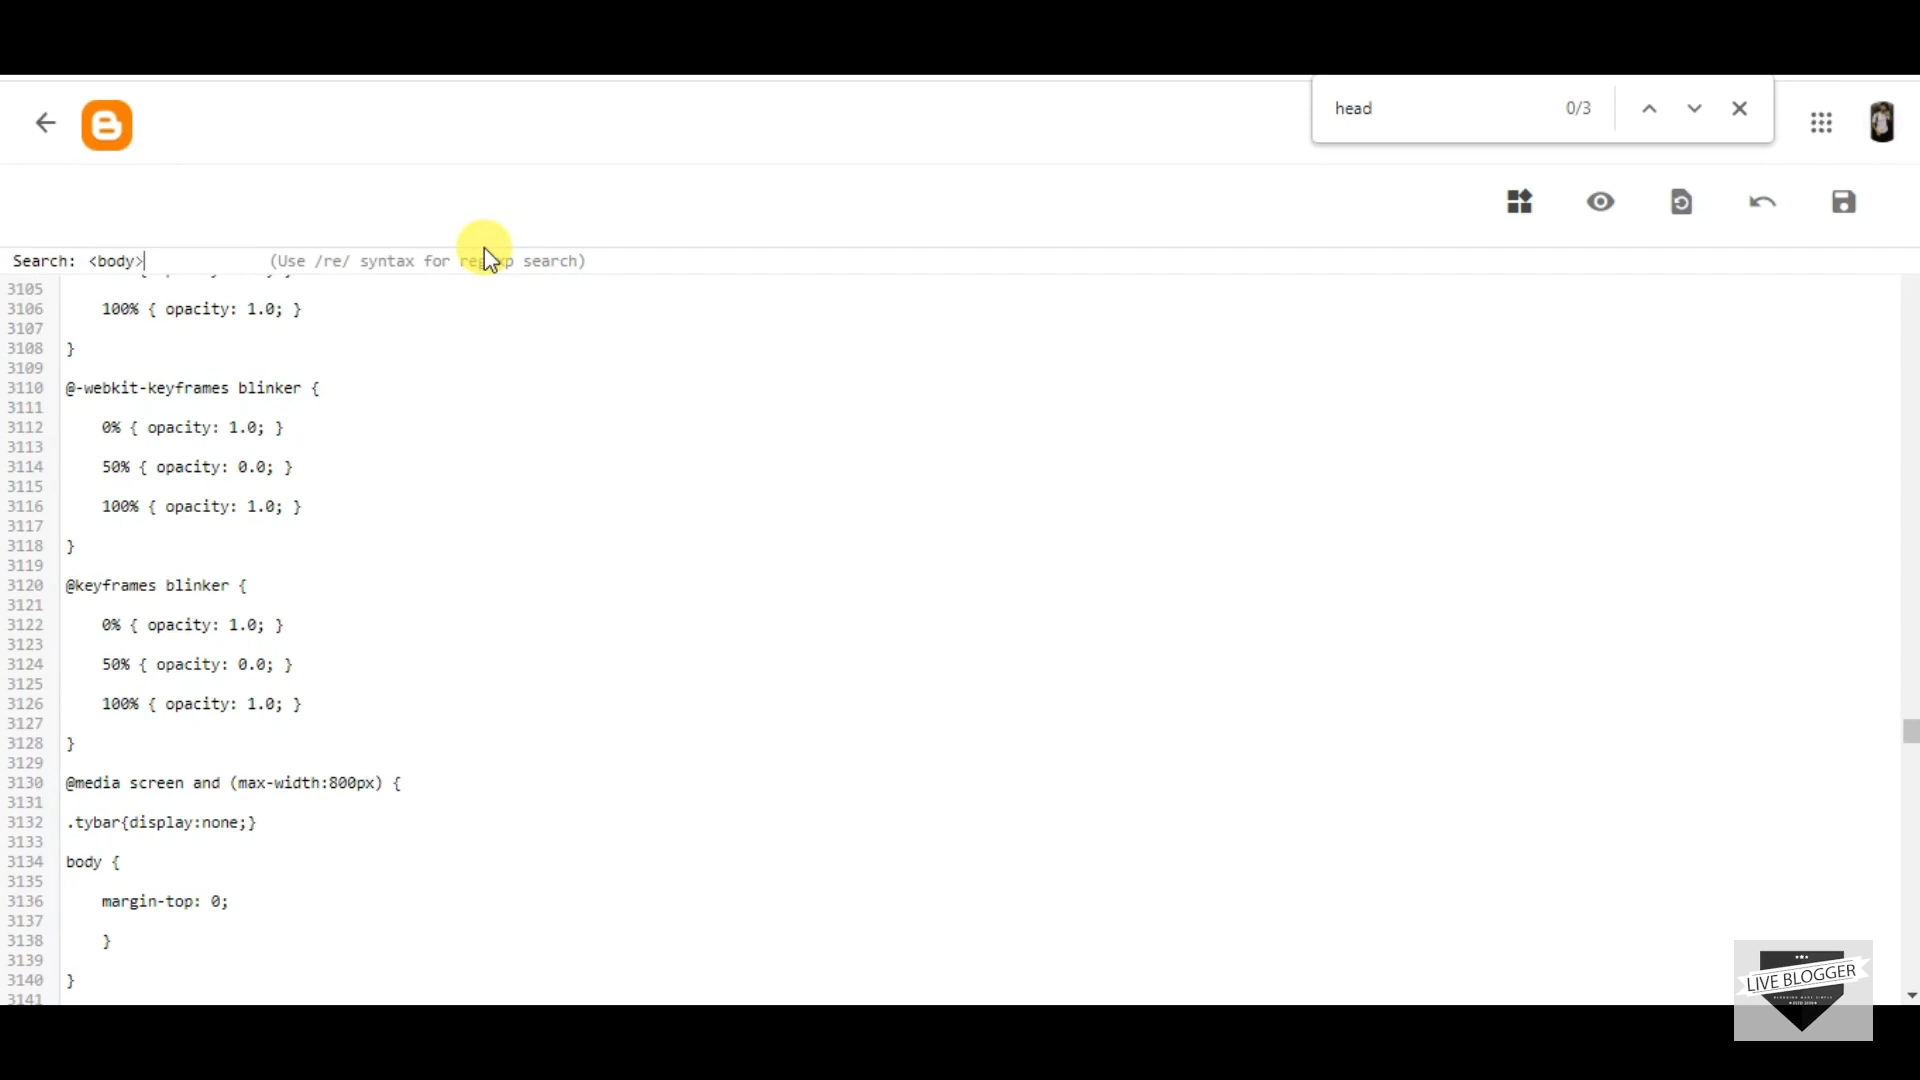 head 0/3
Search: <body> (Use /re/ syntax for regexp search)
3105
3106 100% { opacity: 1.0; }
3107
3108 }
3109
3110 @-webkit-keyframes blinker {
3111
3112 0% { opacity: 1.0; }
3113
3114 50% { opacity: 0.0; }
3115
3116 100% { opacity: 1.0; }
3117
3118 }
3119
3120 @keyframes blinker {
3121
3122 0% { opacity: 1.0; }
3123
3124 50% { opacity: 0.0; }
3125
3126 100% { opacity: 1.0; }
3127
3128 }
3129
3130 @media screen and (max-width:800px) {
3131
3132 .tybar{display:none;}
3133
3134 body {
3135
3136 margin-top: 0;
3137
3138 }
3139
3140 }
3141
LIVE BLOGGER